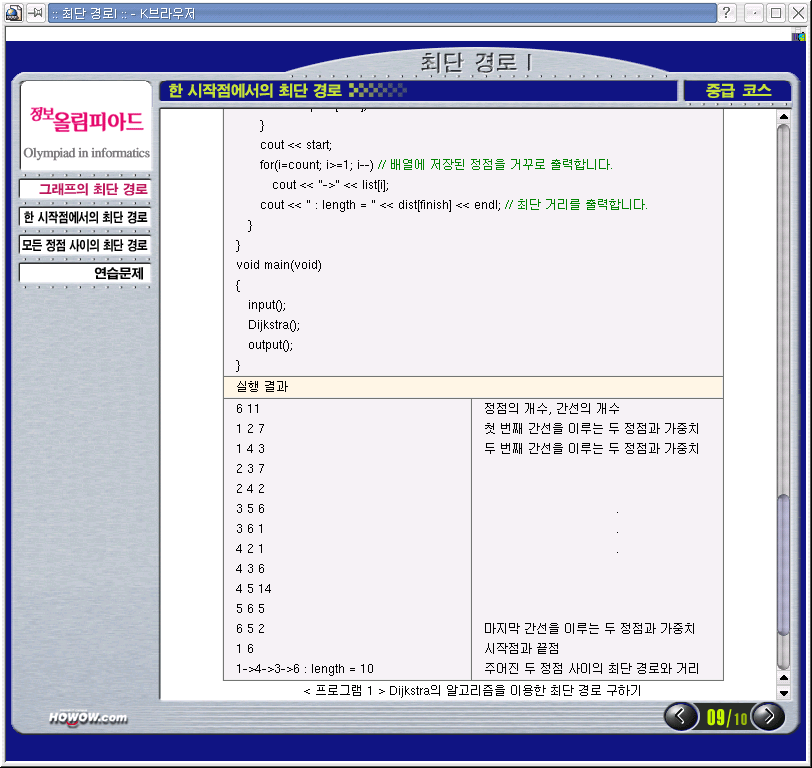 :: 최단 경로I :: - K브라우저
최단 경로 I
한 시작점에서의 최단 경로
중급 코스
정보올림피아드
Olympiad in informatics
그래프의 최단 경로
한 시작점에서의 최단 경로
모든 정점 사이의 최단 경로
연습문제
}
cout << start;
for(i=count; i>=1; i--) // 배열에 저장된 정점을 거꾸로 출력합니다.
cout << "->" << list[i];
cout << " : length = " << dist[finish] << endl; // 최단 거리를 출력합니다.
}
}
void main(void)
{
input();
Dijkstra();
output();
}
실행 결과
6 11 정점의 개수, 간선의 개수
1 2 7 첫 번째 간선을 이루는 두 정점과 가중치
1 4 3 두 번째 간선을 이루는 두 정점과 가중치
2 3 7
2 4 2
3 5 6 .
3 6 1 .
4 2 1 .
4 3 6
4 5 14
5 6 5
6 5 2 마지막 간선을 이루는 두 정점과 가중치
1 6 시작점과 끝점
1->4->3->6 : length = 10 주어진 두 정점 사이의 최단 경로와 거리
< 프로그램 1 > Dijkstra의 알고리즘을 이용한 최단 경로 구하기
HOWOW.com
09/10